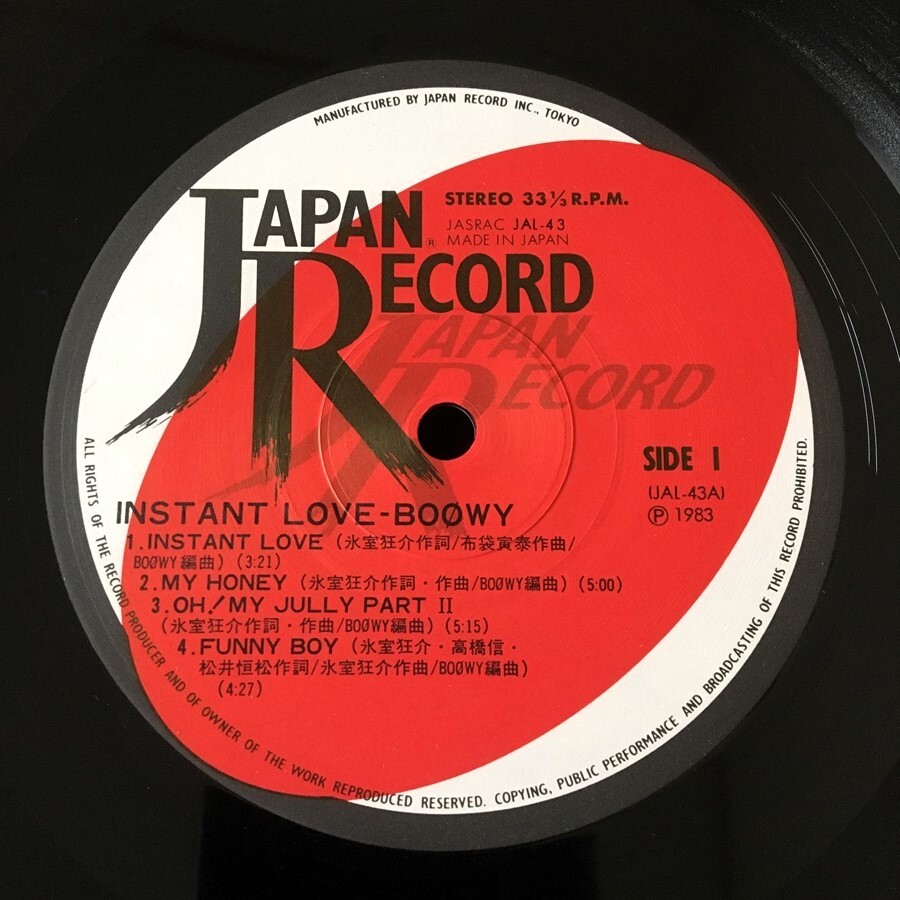 MANUFACTURED BY JAPAN RECORD INC., TOKYO
JAPAN
RECORD
®
STEREO 33⅓ R.P.M.
JASRAC JAL-43
MADE IN JAPAN
JAPAN
RECORD
SIDE 1
(JAL-43A)
Ⓟ 1983
INSTANT LOVE-BOØWY
1.INSTANT LOVE (氷室狂介作詞/布袋寅泰作曲/
BOØWY編曲) (3:21)
2.MY HONEY (氷室狂介作詞・作曲/BOØWY編曲) (5:00)
3.OH! MY JULLY PART II
(氷室狂介作詞・作曲/BOØWY編曲) (5:15)
4.FUNNY BOY (氷室狂介・高橋信・
松井恒松作詞/氷室狂介作曲/BOØWY編曲)
(4:27)
ALL RIGHTS OF THE RECORD PRODUCER AND OF OWNER OF THE WORK REPRODUCED RESERVED. COPYING, PUBLIC PERFORMANCE AND BROADCASTING OF THIS RECORD PROHIBITED.